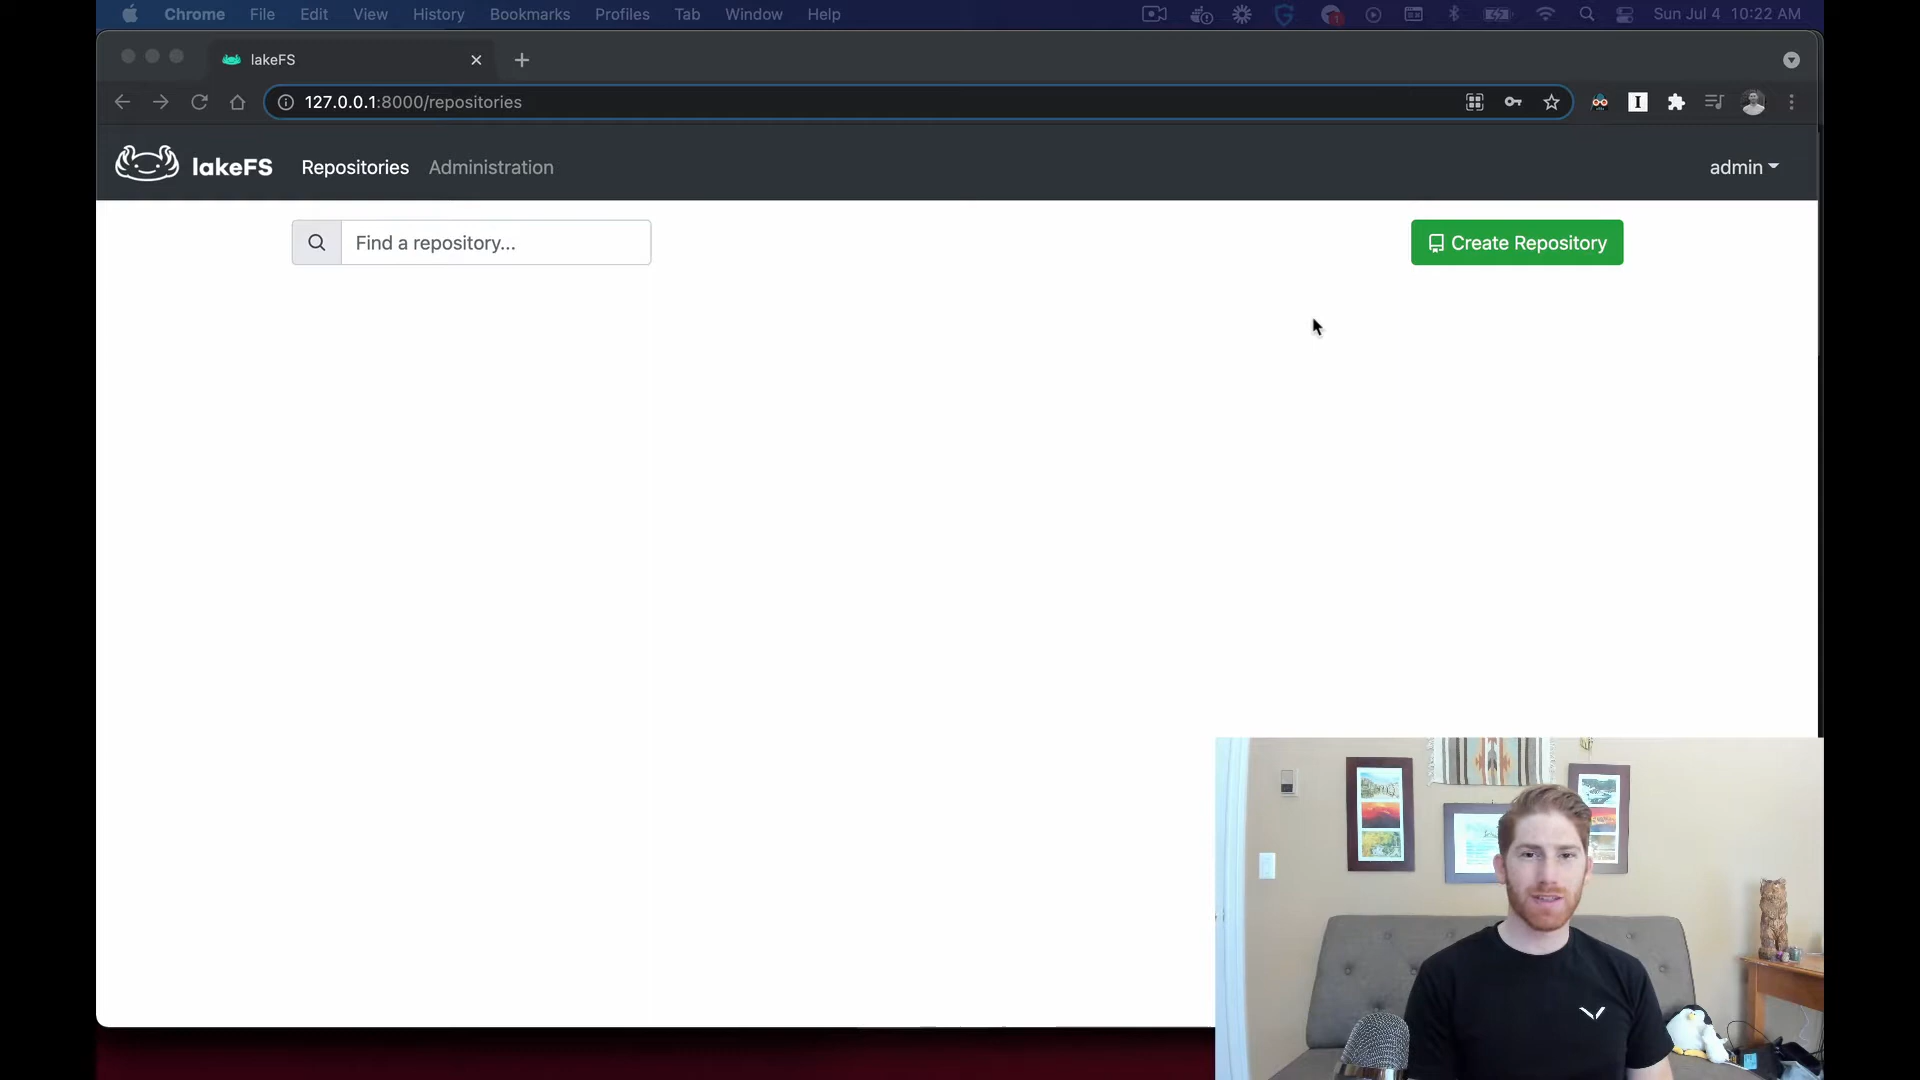 Chrome File Edit View History Bookmarks Profiles Tab Window Help Sun Jul 4 10:22 AM
lakeFS
127.0.0.1:8000/repositories
lakeFS Repositories Administration admin
Find a repository... Create Repository